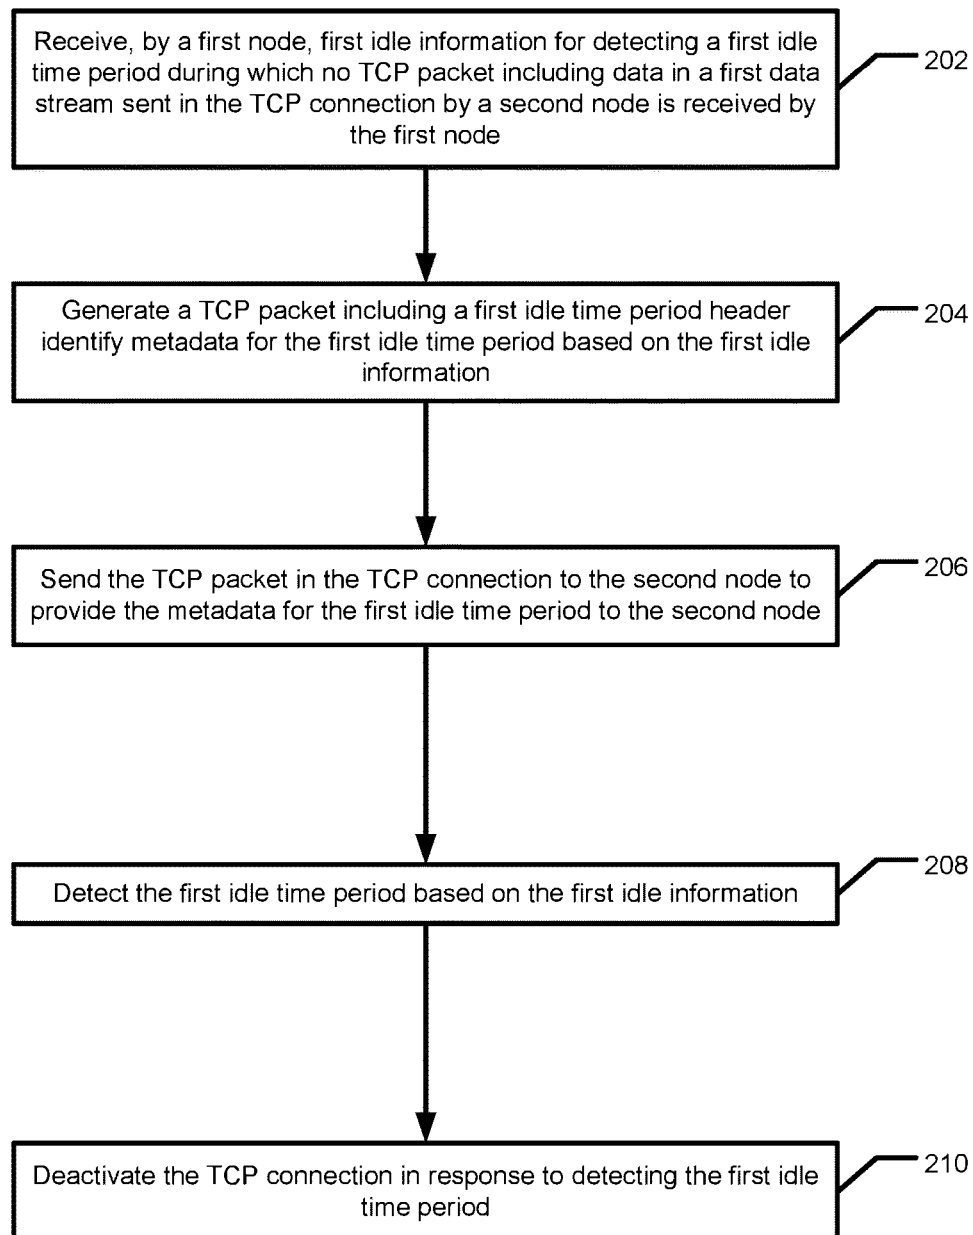 Receive, by a first node, first idle information for detecting a first idle
time period during which no TCP packet including data in a first data
stream sent in the TCP connection by a second node is received by
the first node
202
Generate a TCP packet including a first idle time period header
identify metadata for the first idle time period based on the first idle
information
204
Send the TCP packet in the TCP connection to the second node to
provide the metadata for the first idle time period to the second node
206
Detect the first idle time period based on the first idle information
208
Deactivate the TCP connection in response to detecting the first idle
time period
210